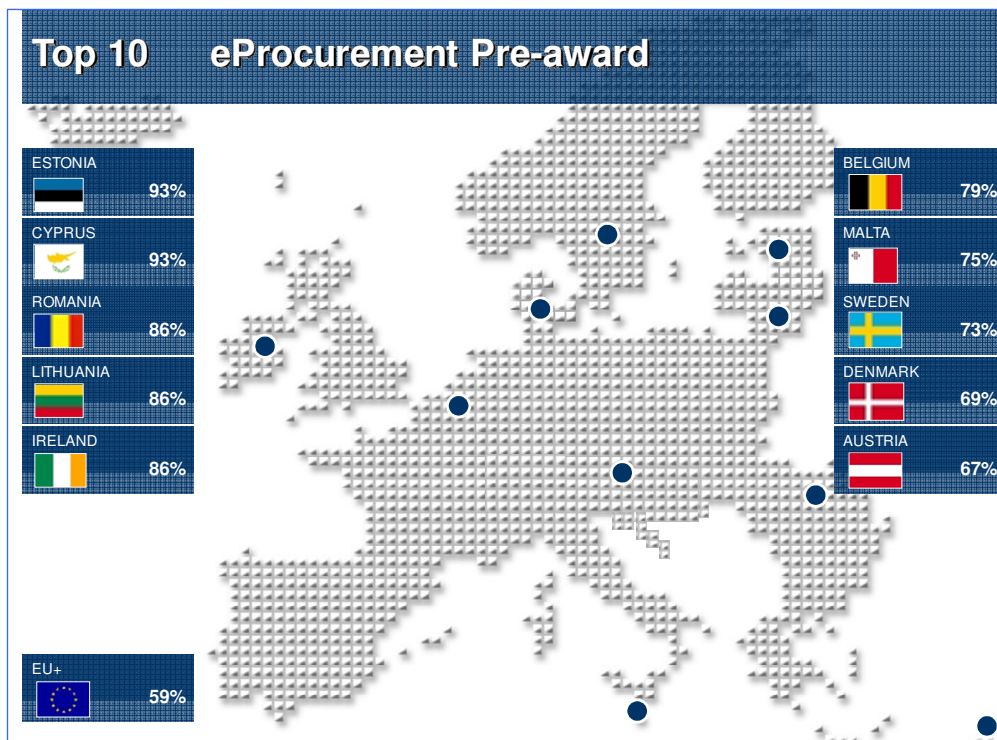 Top 10 eProcurement Pre-award
ESTONIA
93%
CYPRUS
93%
ROMANIA
86%
LITHUANIA
86%
IRELAND
86%
EU+
59%
BELGIUM
79%
MALTA
75%
SWEDEN
73%
DENMARK
69%
AUSTRIA
67%